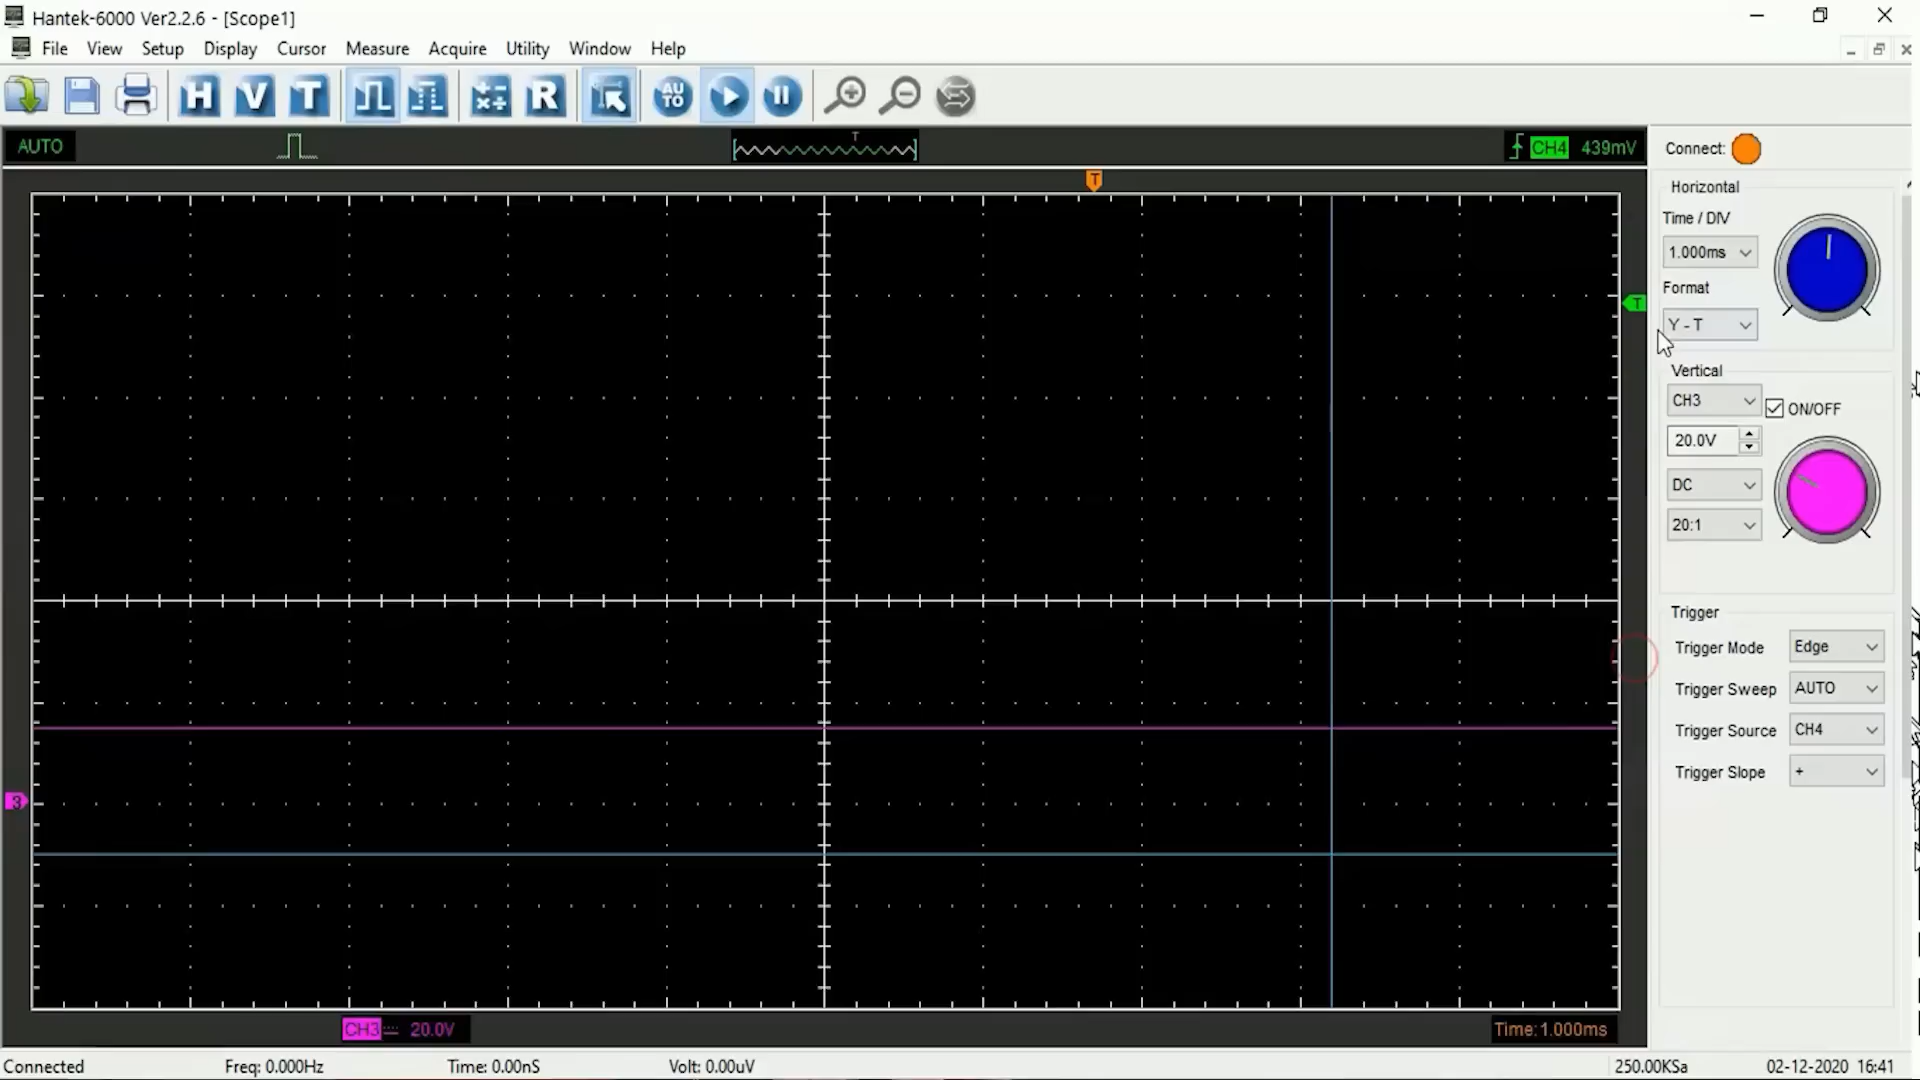 Hantek-6000 Ver2.2.6 - [Scope1]
File View Setup Display Cursor Measure Acquire Utility Window Help
H V T R AU TO
AUTO
T
CH4 439mV
Connect:
T
Horizontal
Time / DIV
1.000ms
Format
T
Y - T
Vertical
CH3
ON/OFF
20.0V
DC
20:1
Trigger
Trigger Mode Edge
Trigger Sweep AUTO
Trigger Source CH4
Trigger Slope +
3
CH3 20.0V
Time:1.000ms
Connected Freq: 0.000Hz Time: 0.00nS Volt: 0.00uV 250.00KSa 02-12-2020 16:41